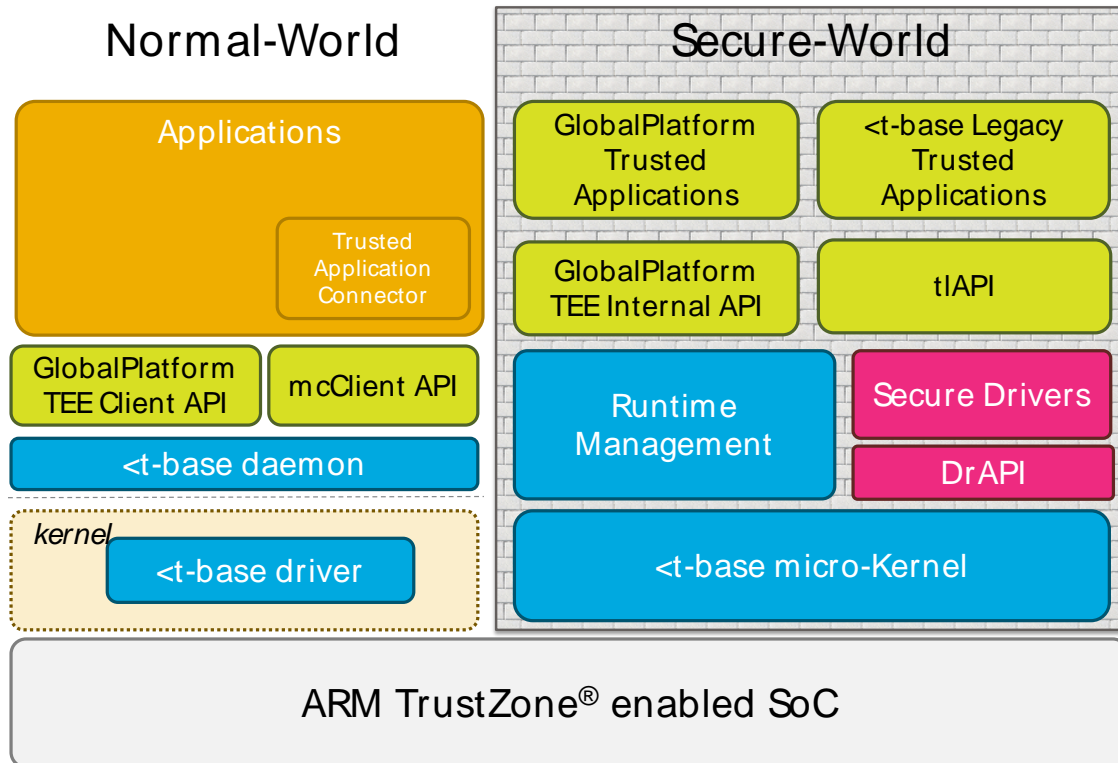 Normal-World
Secure-World
Applications
Trusted
Application
Connector
GlobalPlatform
TEE Client API
mcClient API
<t-base daemon
kernel
<t-base driver
GlobalPlatform
Trusted
Applications
<t-base Legacy
Trusted
Applications
GlobalPlatform
TEE Internal API
tlAPI
Runtime
Management
Secure Drivers
DrAPI
<t-base micro-Kernel
ARM TrustZone® enabled SoC